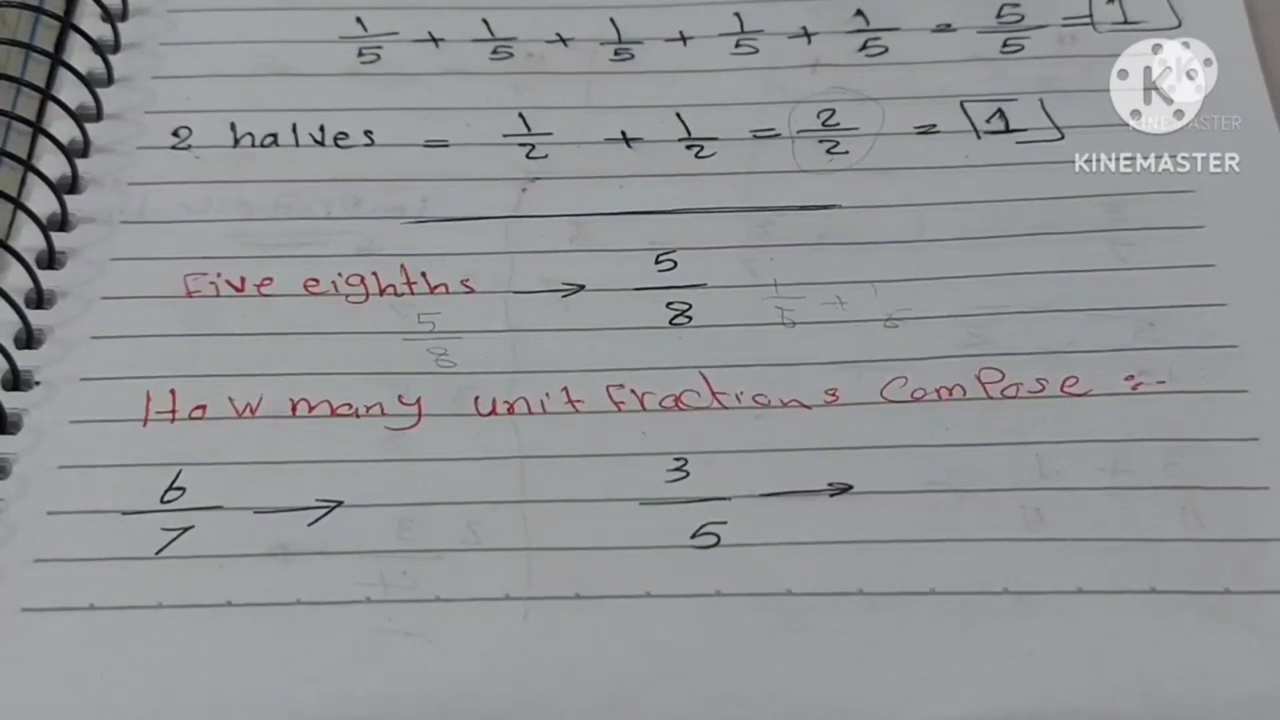 1/5 + 1/5 + 1/5 + 1/5 + 1/5 = 5/5 = 1
2 halves = 1/2 + 1/2 = 2/2 = 1
KINEMASTER
KINEMASTER
Five eighths → 5/8
5/8
How many unit fractions compose :-
6/7 → 3/5 →